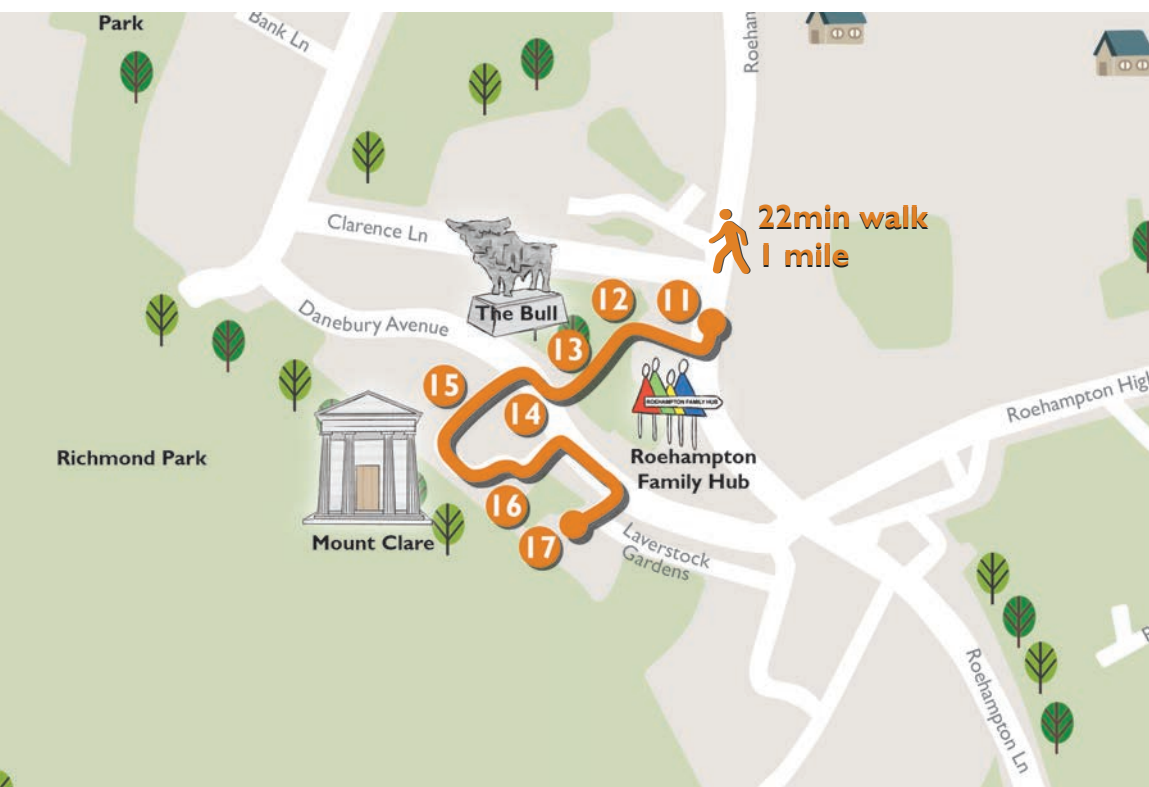 Park
Bank Ln
Roehan
22min walk
1 mile
Clarence Ln
The Bull
12
11
Danebury Avenue
13
15
14
ROEHAMPTON FAMILY HUB
Roehampton High
Roehampton
Family Hub
Richmond Park
16
Mount Clare
17
Laverstock
Gardens
Roehampton Ln